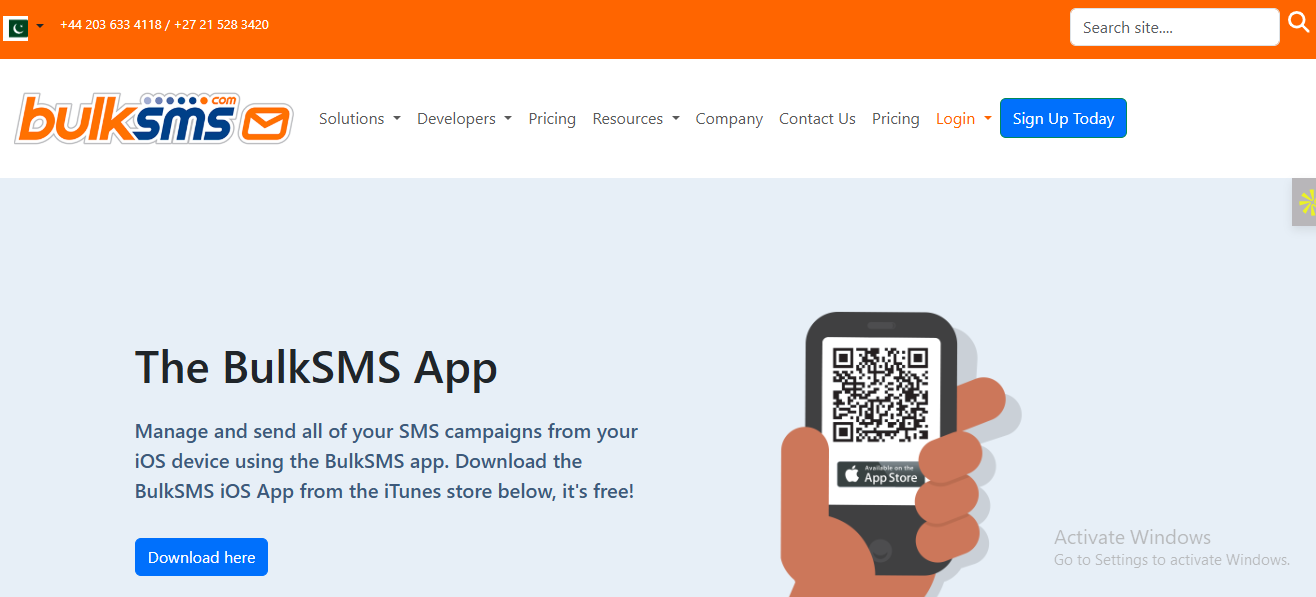 +44 203 633 4118 / +27 21 528 3420
Search site....
bulksms.com
Solutions
Developers
Pricing
Resources
Company
Contact Us
Pricing
Login
Sign Up Today
The BulkSMS App
Manage and send all of your SMS campaigns from your
iOS device using the BulkSMS app. Download the
BulkSMS iOS App from the iTunes store below, it's free!
Download here
Available on the
App Store
Activate Windows
Go to Settings to activate Windows.